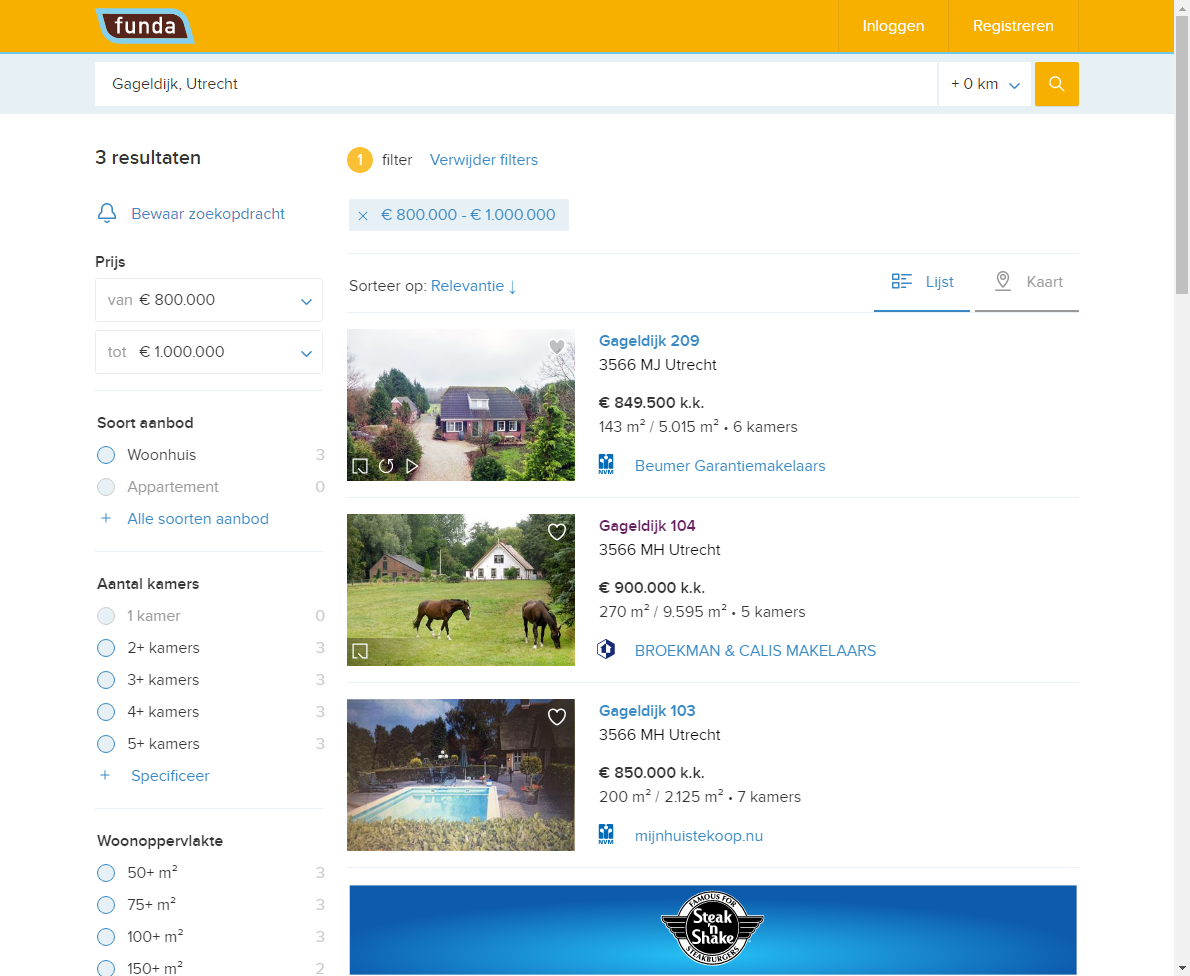 funda
Inloggen
Registreren
Gageldijk, Utrecht
+ 0 km
3 resultaten
1 filter Verwijder filters
Bewaar zoekopdracht
€ 800.000 - € 1.000.000
Prijs
van € 800.000
tot € 1.000.000
Sorteer op: Relevantie ↓
Lijst
Kaart
Soort aanbod
Woonhuis 3
Appartement 0
+ Alle soorten aanbod
Aantal kamers
1 kamer 0
2+ kamers 3
3+ kamers 3
4+ kamers 3
5+ kamers 3
+ Specificeer
Woonoppervlakte
50+ m² 3
75+ m² 3
100+ m² 3
150+ m² 2
Gageldijk 209
3566 MJ Utrecht
€ 849.500 k.k.
143 m² / 5.015 m² • 6 kamers
NVM
Beumer Garantiemakelaars
Gageldijk 104
3566 MH Utrecht
€ 900.000 k.k.
270 m² / 9.595 m² • 5 kamers
BROEKMAN & CALIS MAKELAARS
Gageldijk 103
3566 MH Utrecht
€ 850.000 k.k.
200 m² / 2.125 m² • 7 kamers
NVM
mijnhuistekoop.nu
FAMOUS FOR
Steak
'n
Shake
STEAKBURGERS